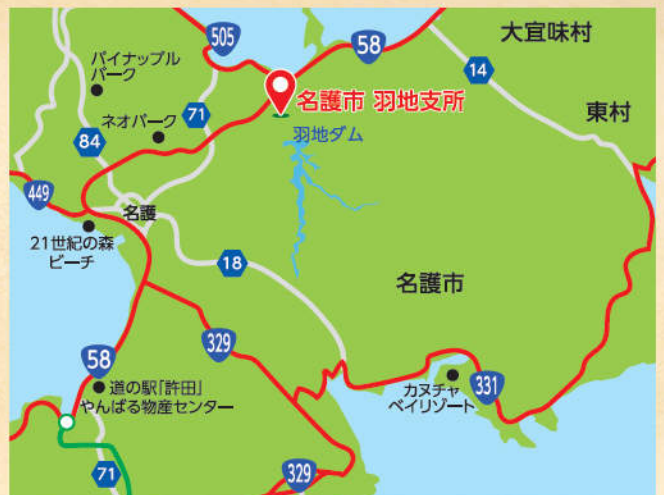 505
58
大宜味村
パイナップル
パーク
14
名護市 羽地支所
71
ネオパーク
東村
羽地ダム
84
449
名護
21世紀の森
ビーチ
18
名護市
329
58
道の駅「許田」
やんばる物産センター
カヌチャ
ベイリゾート
331
71
329